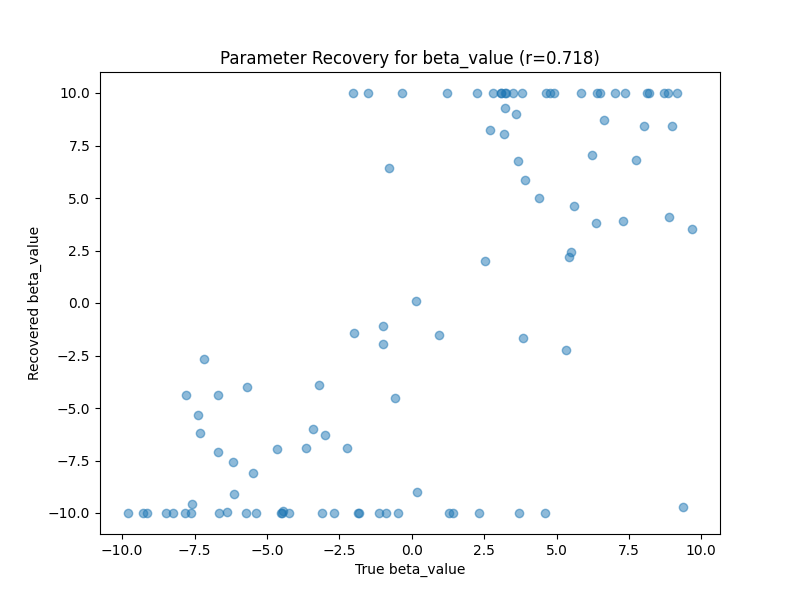 Parameter Recovery for beta_value (r=0.718)
10.0
7.5
5.0
2.5
0.0
−2.5
−5.0
−7.5
−10.0
Recovered beta_value
−10.0 −7.5 −5.0 −2.5 0.0 2.5 5.0 7.5 10.0
True beta_value